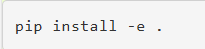 pip install -e .